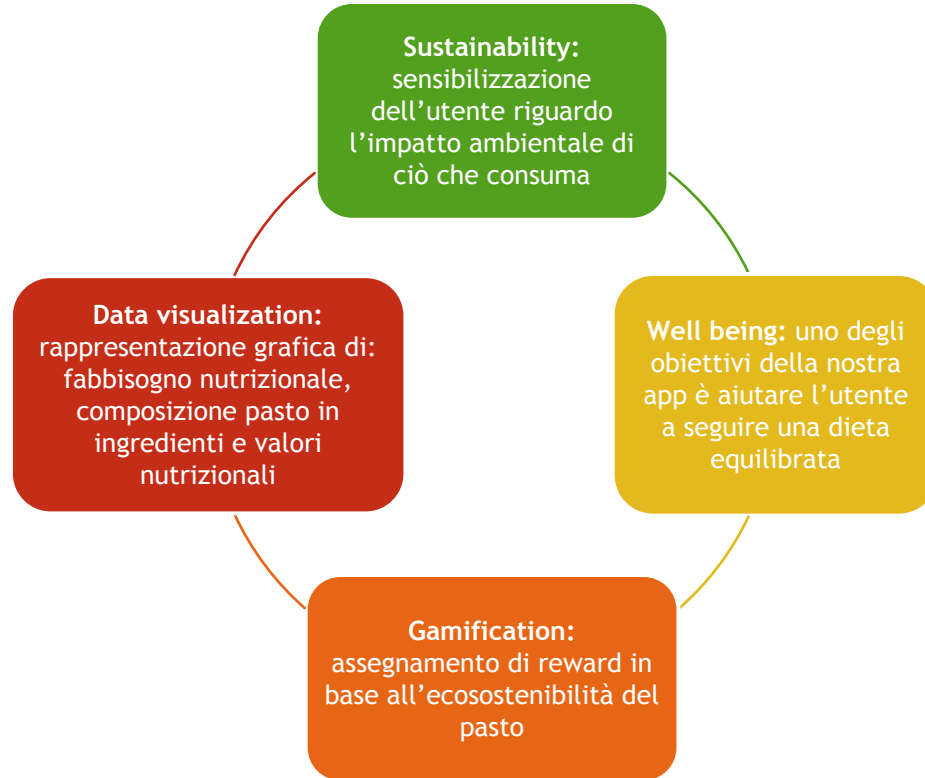 Sustainability:
sensibilizzazione
dell’utente riguardo
l’impatto ambientale di
ciò che consuma
Data visualization:
rappresentazione grafica di:
fabbisogno nutrizionale,
composizione pasto in
ingredienti e valori
nutrizionali
Well being: uno degli
obiettivi della nostra
app è aiutare l’utente
a seguire una dieta
equilibrata
Gamification:
assegnamento di reward in
base all’ecosostenibilità del
pasto